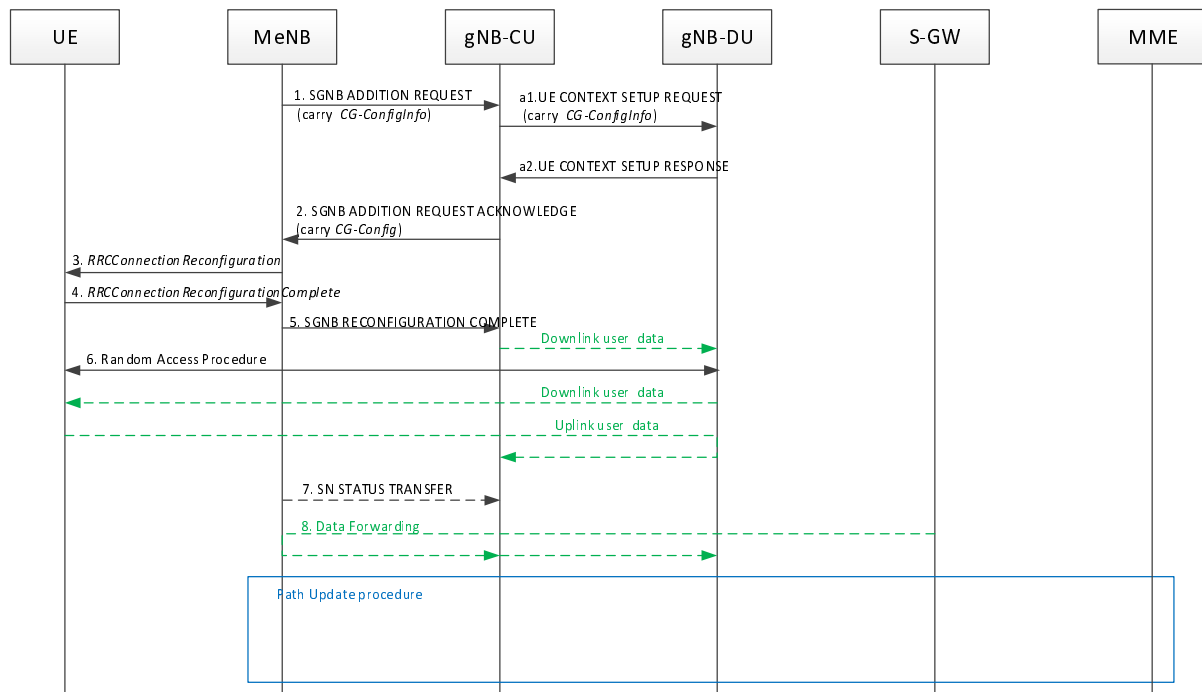 UE
MeNB
gNB-CU
gNB-DU
S-GW
MME
1. SGNB ADDITION REQUEST
(carry CG-ConfigInfo)
a1.UE CONTEXT SETUP REQUEST
(carry CG-ConfigInfo)
a2.UE CONTEXT SETUP RESPONSE
2. SGNB ADDITION REQUEST ACKNOWLEDGE
(carry CG-Config)
3. RRCConnectionReconfiguration
4. RRCConnectionReconfigurationComplete
5. SGNB RECONFIGURATION COMPLETE
Downlink user data
6. Random Access Procedure
Downlink user data
Uplink user data
7. SN STATUS TRANSFER
8. Data Forwarding
Path Update procedure